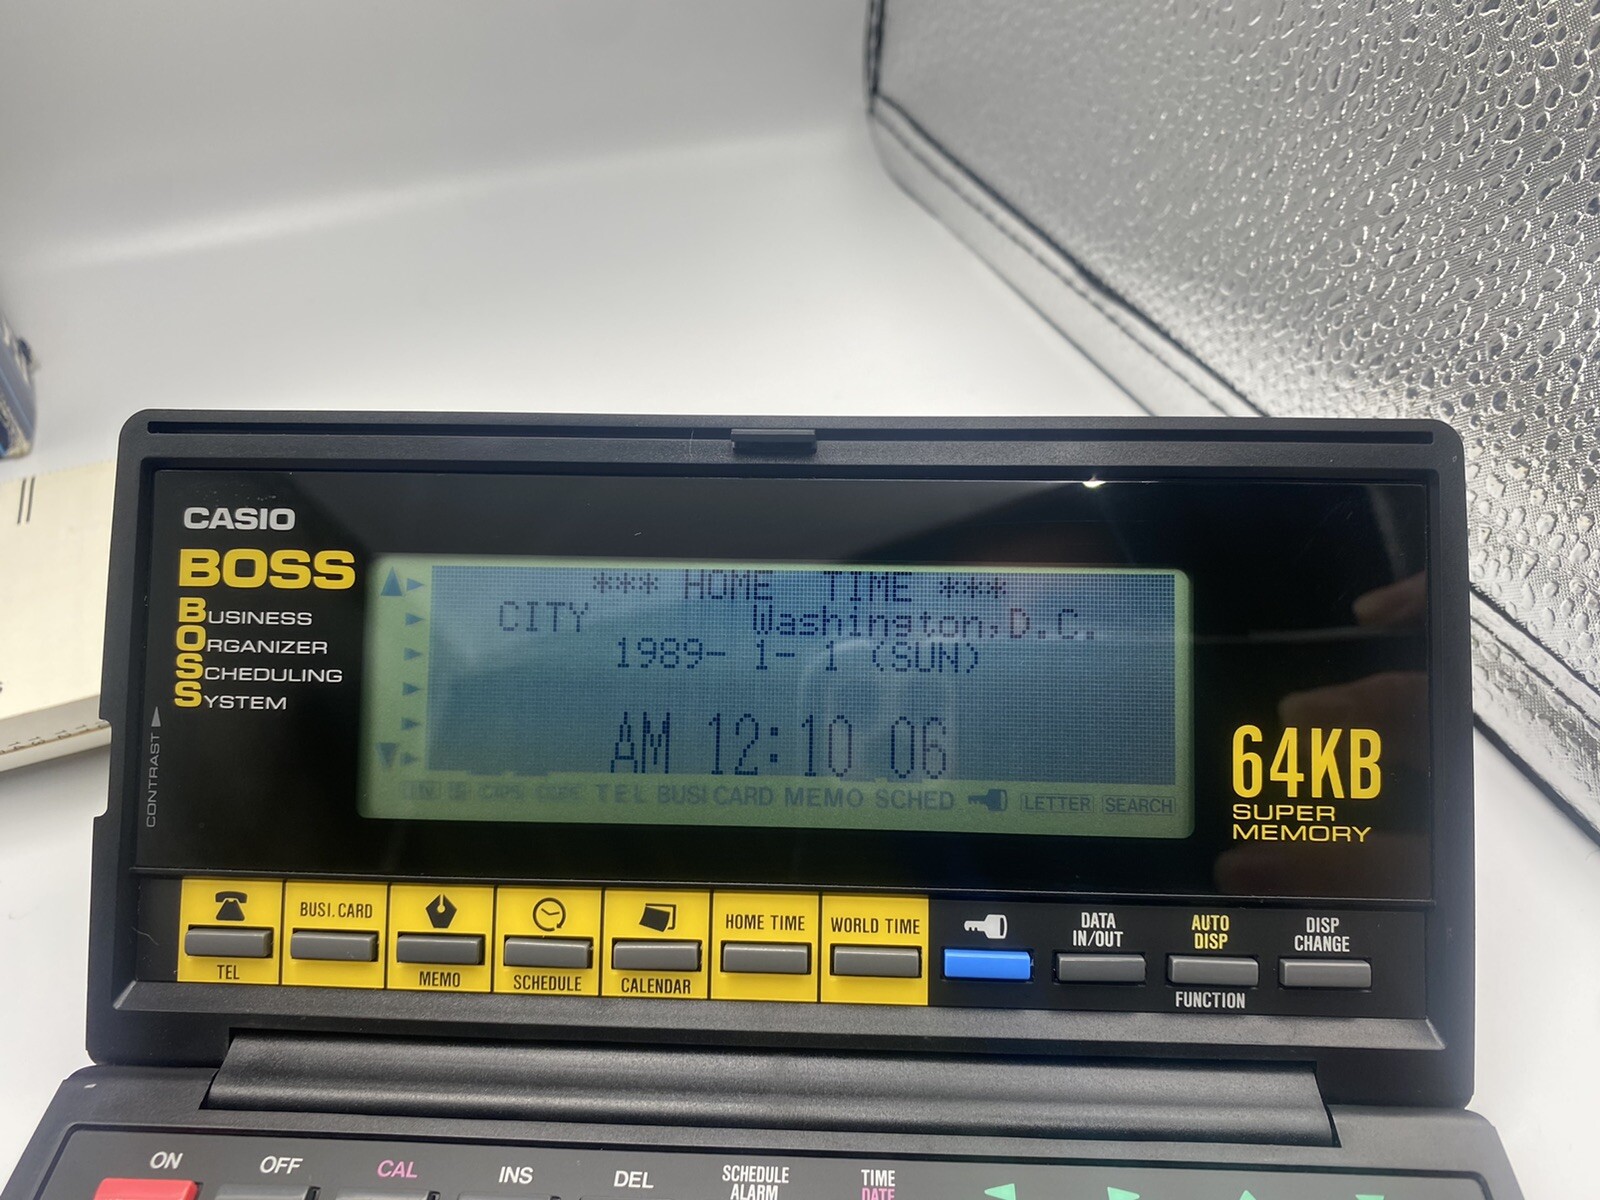 CASIO
BOSS
BUSINESS
ORGANIZER
SCHEDULING
SYSTEM
CONTRAST
*** HOME TIME ***
CITY Washington,D.C.
1989- 1- 1 (SUN)
AM 12:10 06
CAPS TEL BUSI CARD MEMO SCHED LETTER SEARCH
64KB
SUPER
MEMORY
TEL
BUSI.CARD
MEMO
SCHEDULE
CALENDAR
HOME TIME
WORLD TIME
DATA
IN/OUT
AUTO
DISP
FUNCTION
DISP
CHANGE
ON
OFF
CAL
INS
DEL
SCHEDULE
ALARM
TIME
DATE